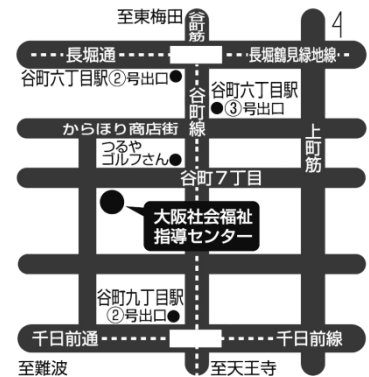 至東梅田
谷町筋
4
長堀通
長堀鶴見緑地線
谷町六丁目駅
②号出口
谷町六丁目駅
③号出口
谷町線
からほり商店街
上町筋
つるや
ゴルフさん
谷町7丁目
大阪社会福祉
指導センター
谷町九丁目駅
②号出口
千日前通
千日前線
至難波
至天王寺